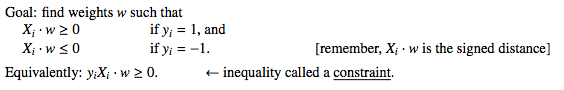 Goal: find weights w such that
Xᵢ · w ≥ 0 if yᵢ = 1, and
Xᵢ · w ≤ 0 if yᵢ = −1. [remember, Xᵢ · w is the signed distance]
Equivalently: yᵢXᵢ · w ≥ 0. ← inequality called a constraint.